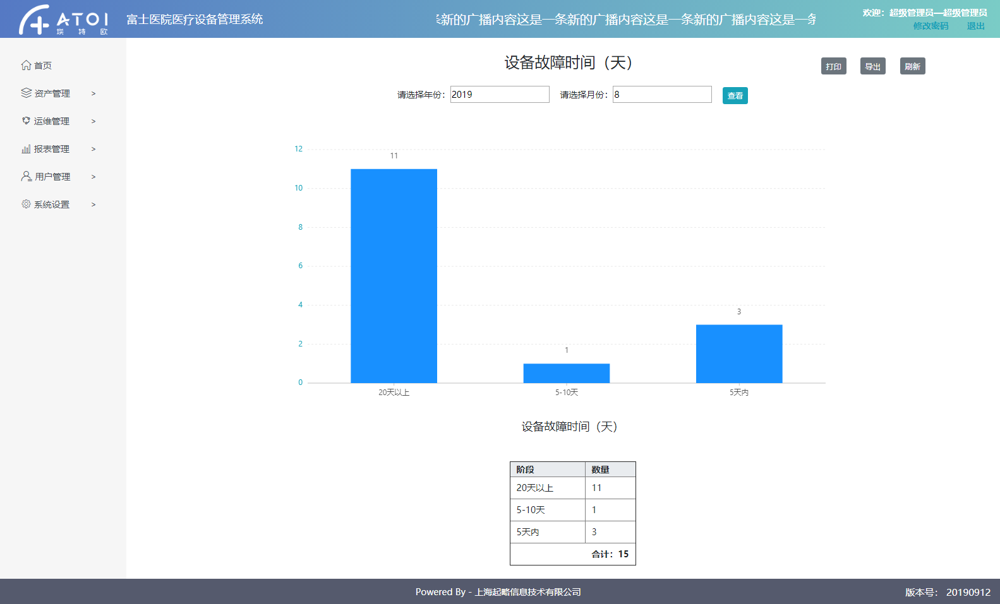 ATOI
埃 特 欧
富士医院医疗设备管理系统
新的广播内容这是一条新的广播内容这是一条新的广播内容这是一条
欢迎：超级管理员—超级管理员
修改密码 退出
首页
资产管理 >
运维管理 >
报表管理 >
用户管理 >
系统设置 >
设备故障时间（天）
打印 导出 刷新
请选择年份：2019 请选择月份：8 查看
12
10
8
6
4
2
0
11
1
3
20天以上 5-10天 5天内
设备故障时间（天）
阶段 数量
20天以上 11
5-10天 1
5天内 3
合计：15
Powered By - 上海起略信息技术有限公司
版本号： 20190912